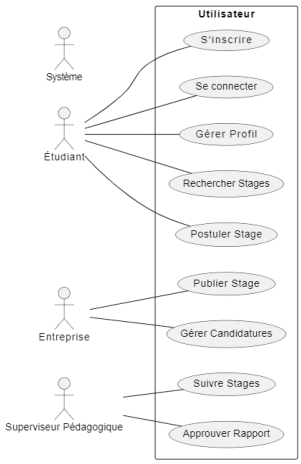 Utilisateur
S'inscrire
Système
Se connecter
Gérer Profil
Étudiant
Rechercher Stages
Postuler Stage
Publier Stage
Entreprise
Gérer Candidatures
Suivre Stages
Superviseur Pédagogique
Approuver Rapport